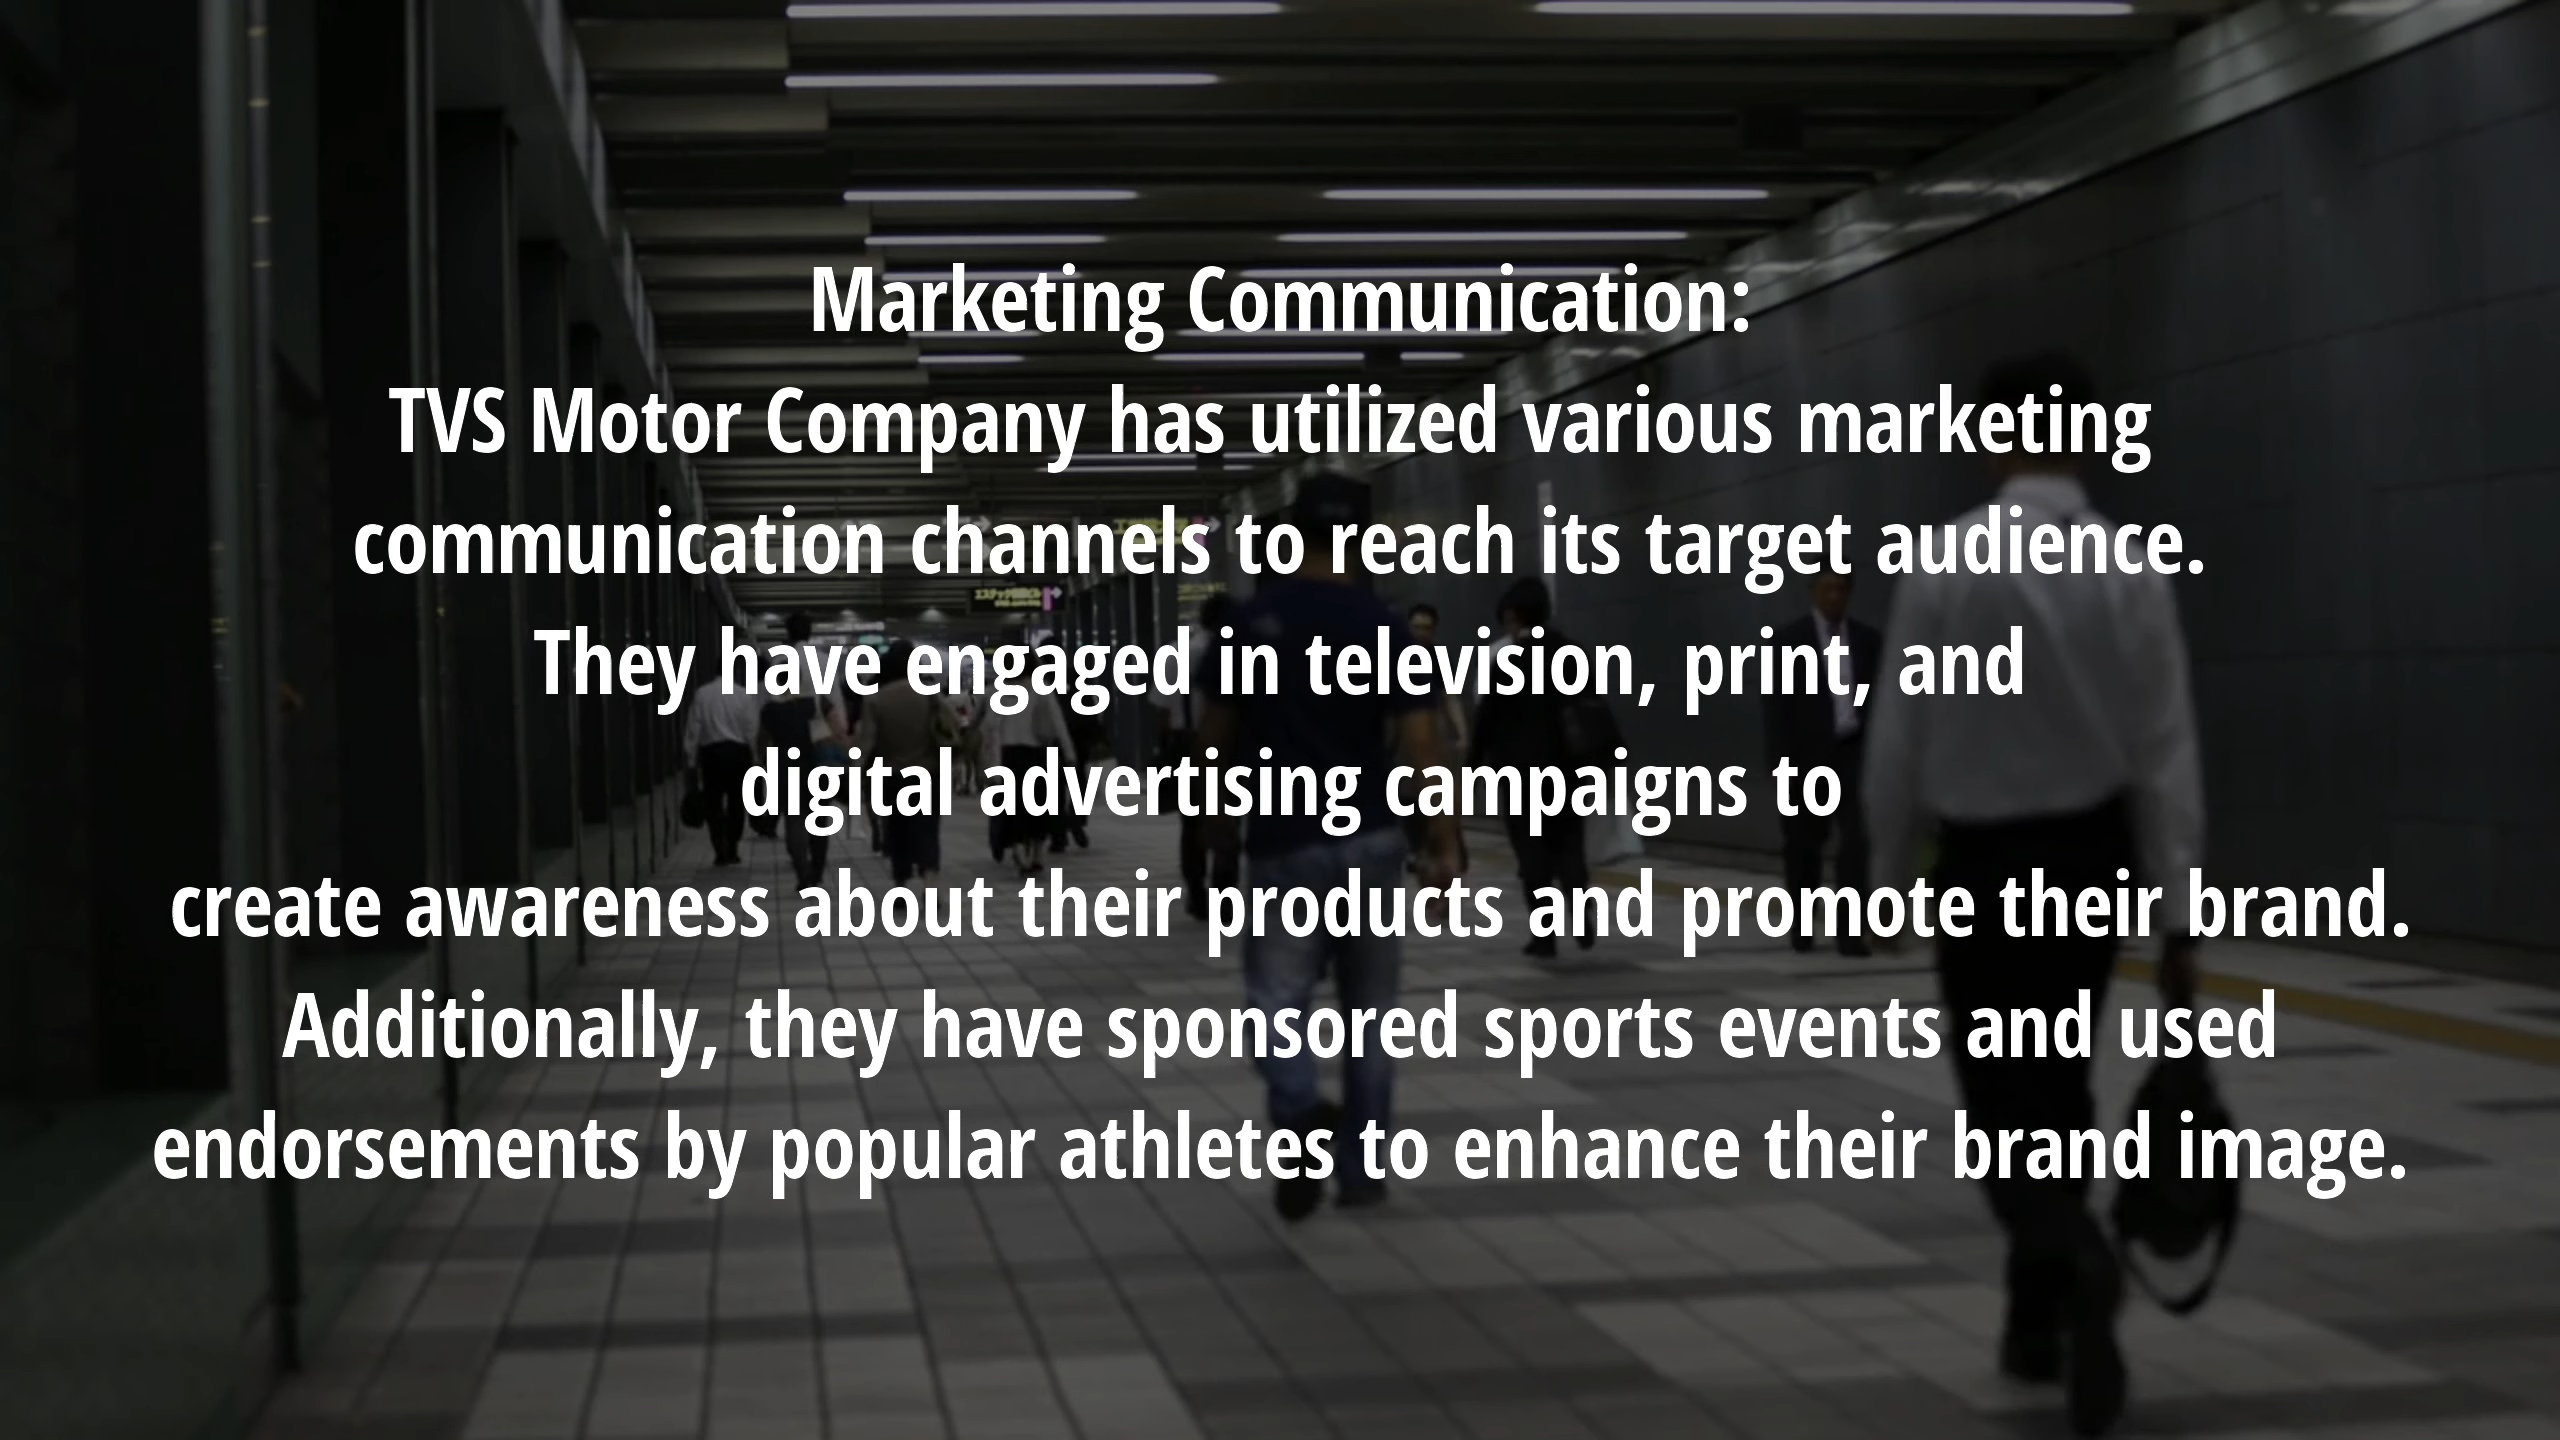 Marketing Communication:
TVS Motor Company has utilized various marketing
communication channels to reach its target audience.
They have engaged in television, print, and
digital advertising campaigns to
create awareness about their products and promote their brand.
Additionally, they have sponsored sports events and used
endorsements by popular athletes to enhance their brand image.